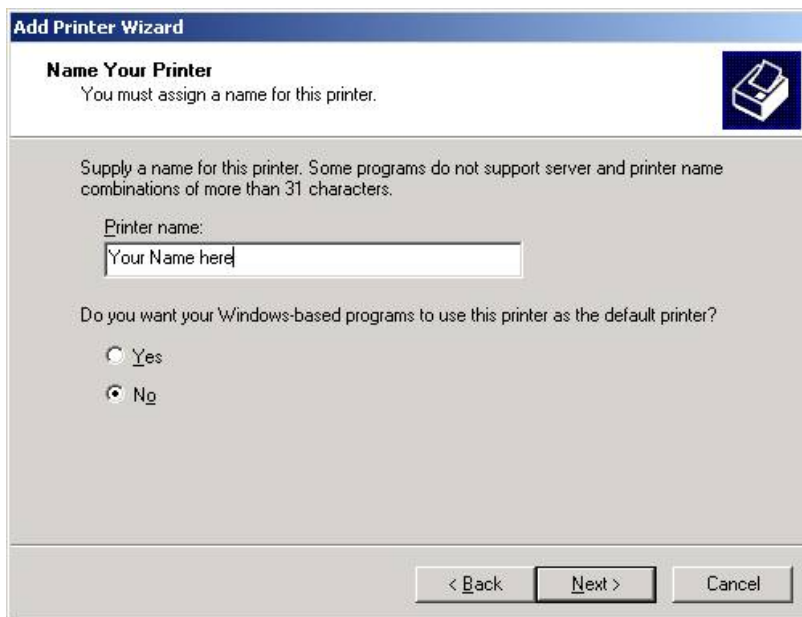 Add Printer Wizard
Name Your Printer
You must assign a name for this printer.
Supply a name for this printer. Some programs do not support server and printer name
combinations of more than 31 characters.
Printer name:
Your Name here
Do you want your Windows-based programs to use this printer as the default printer?
Yes
No
< Back Next > Cancel